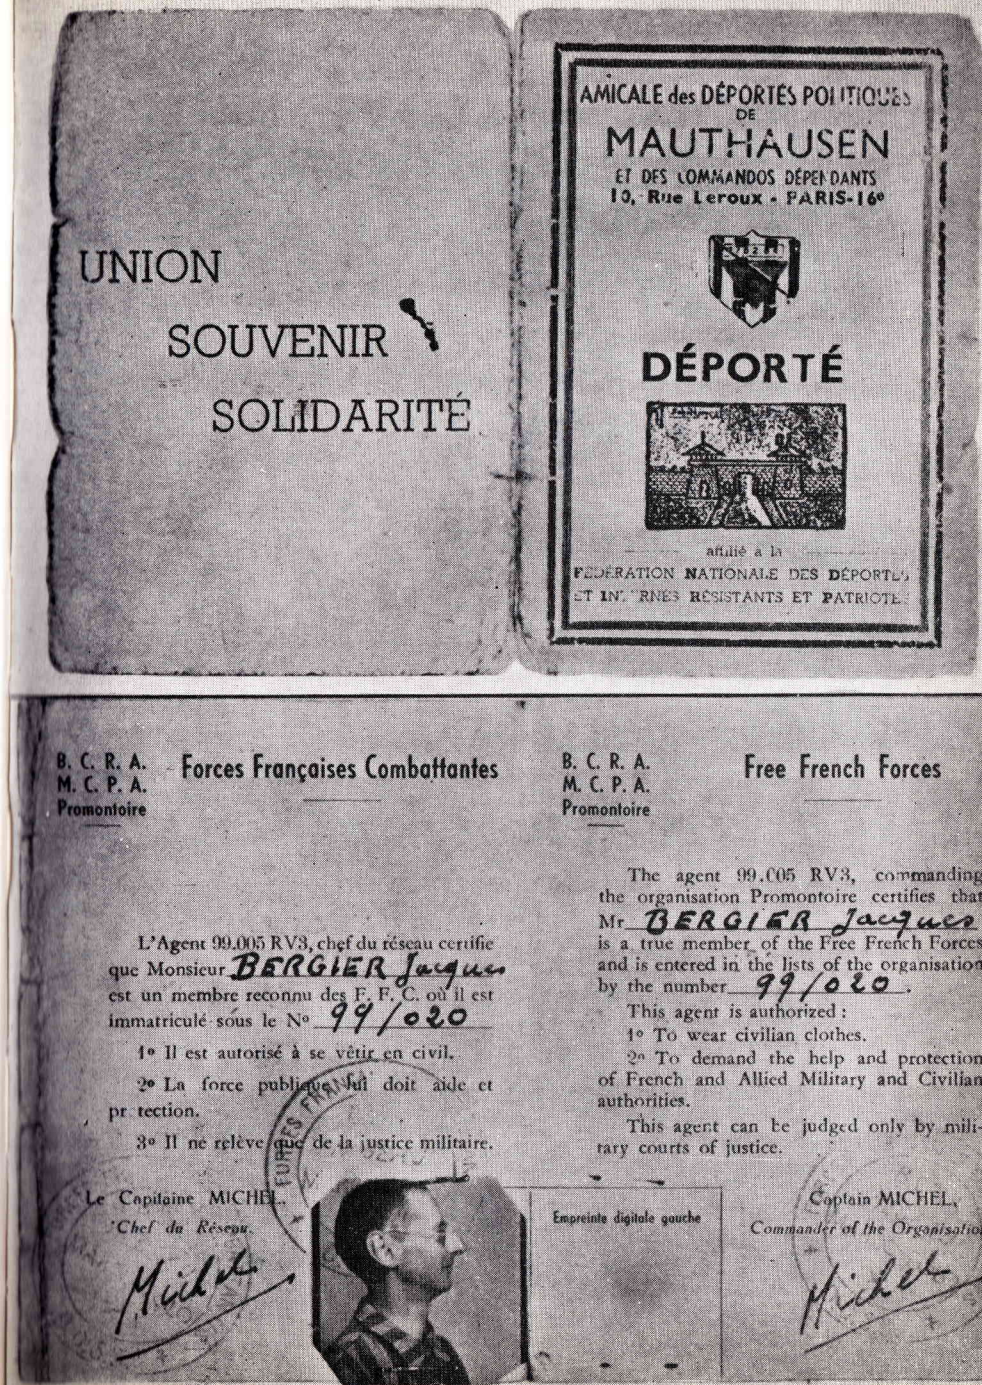 UNION
SOUVENIR
SOLIDARITÉ
AMICALE des DÉPORTÉS POLITIQUES
DE
MAUTHAUSEN
ET DES COMMANDOS DÉPENDANTS
10, Rue Leroux - PARIS-16e
DÉPORTÉ
affilié à la
FEDÉRATION NATIONALE DES DÉPORTÉS
ET INTERNÉS RÉSISTANTS ET PATRIOTES
B. C. R. A.
M. C. P. A.
Promontoire
Forces Françaises Combattantes
L'Agent 99.005 RV3, chef du réseau certifie
que Monsieur BERGIER Jacques
est un membre reconnu des F. F. C. où il est
immatriculé sous le No 99/020
1o Il est autorisé à se vêtir en civil.
2o La force publique lui doit aide et
pr tection.
3o Il ne relève que de la justice militaire.
Le Capitaine MICHEL,
Chef du Réseau.
Michel
B. C. R. A.
M. C. P. A.
Promontoire
Free French Forces
The agent 99.005 RV3, commanding
the organisation Promontoire certifies that
Mr BERGIER Jacques
is a true member of the Free French Forces
and is entered in the lists of the organisation
by the number 99/020.
This agent is authorized :
1o To wear civilian clothes.
2o To demand the help and protection
of French and Allied Military and Civilian
authorities.
This agent can be judged only by mili-
tary courts of justice.
Empreinte digitale gauche
Captain MICHEL,
Commander of the Organisation
Michel